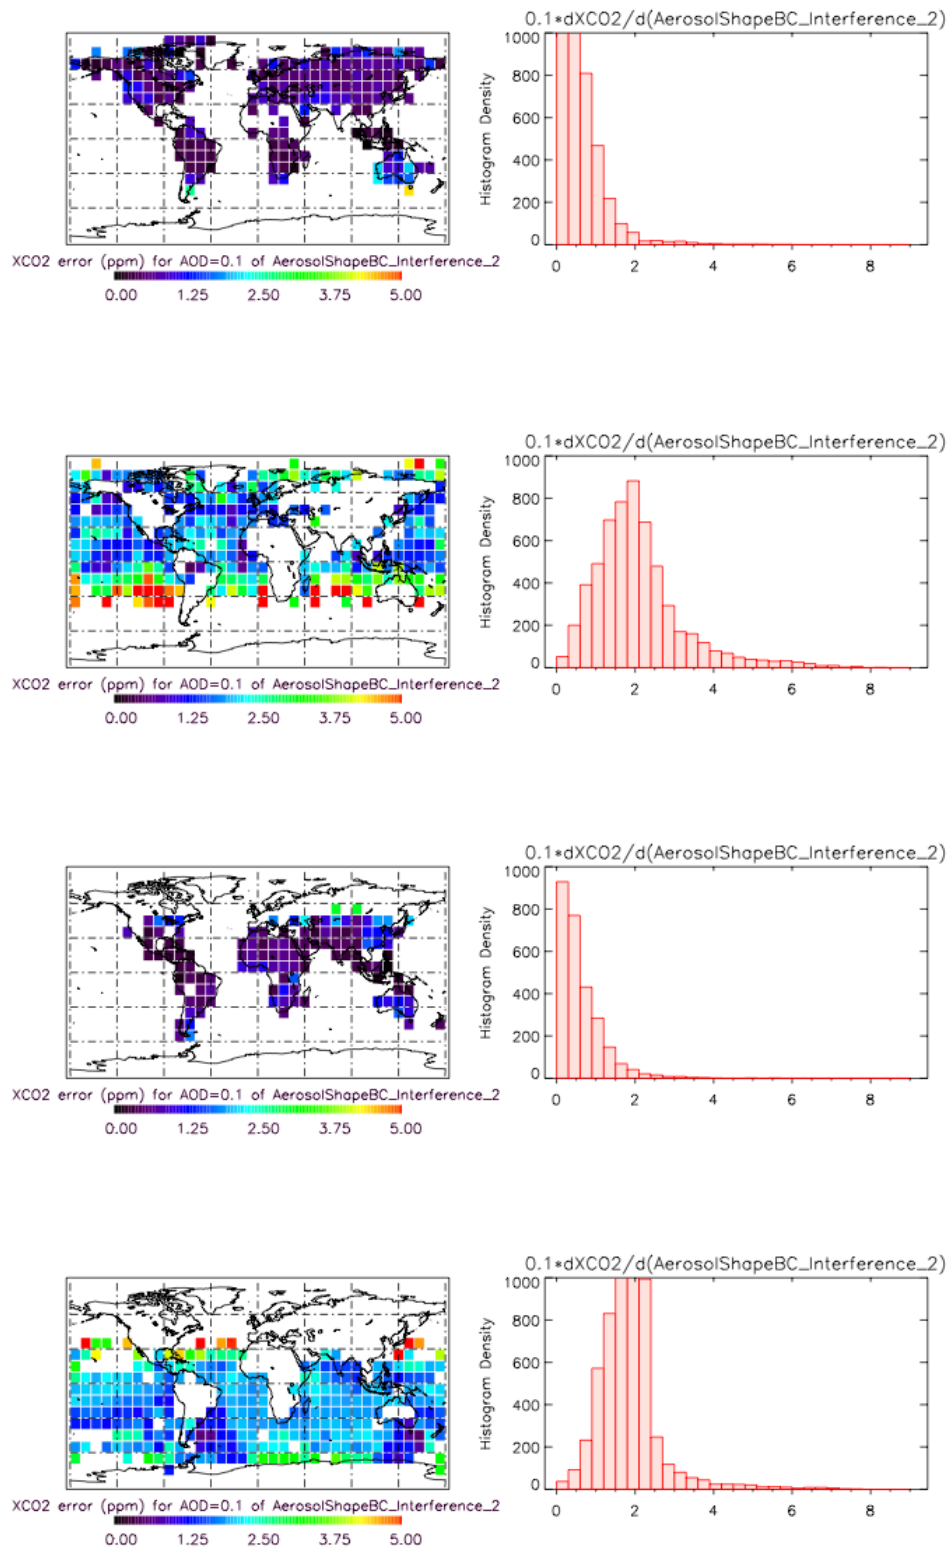 0.1*dXCO2/d(AerosolShapeBC_Interference_2)
1000
800
600
400
200
0
Histogram Density
0 2 4 6 8
XCO2 error (ppm) for AOD=0.1 of AerosolShapeBC_Interference_2
0.00 1.25 2.50 3.75 5.00
0.1*dXCO2/d(AerosolShapeBC_Interference_2)
1000
800
600
400
200
0
Histogram Density
0 2 4 6 8
XCO2 error (ppm) for AOD=0.1 of AerosolShapeBC_Interference_2
0.00 1.25 2.50 3.75 5.00
0.1*dXCO2/d(AerosolShapeBC_Interference_2)
1000
800
600
400
200
0
Histogram Density
0 2 4 6 8
XCO2 error (ppm) for AOD=0.1 of AerosolShapeBC_Interference_2
0.00 1.25 2.50 3.75 5.00
0.1*dXCO2/d(AerosolShapeBC_Interference_2)
1000
800
600
400
200
0
Histogram Density
0 2 4 6 8
XCO2 error (ppm) for AOD=0.1 of AerosolShapeBC_Interference_2
0.00 1.25 2.50 3.75 5.00